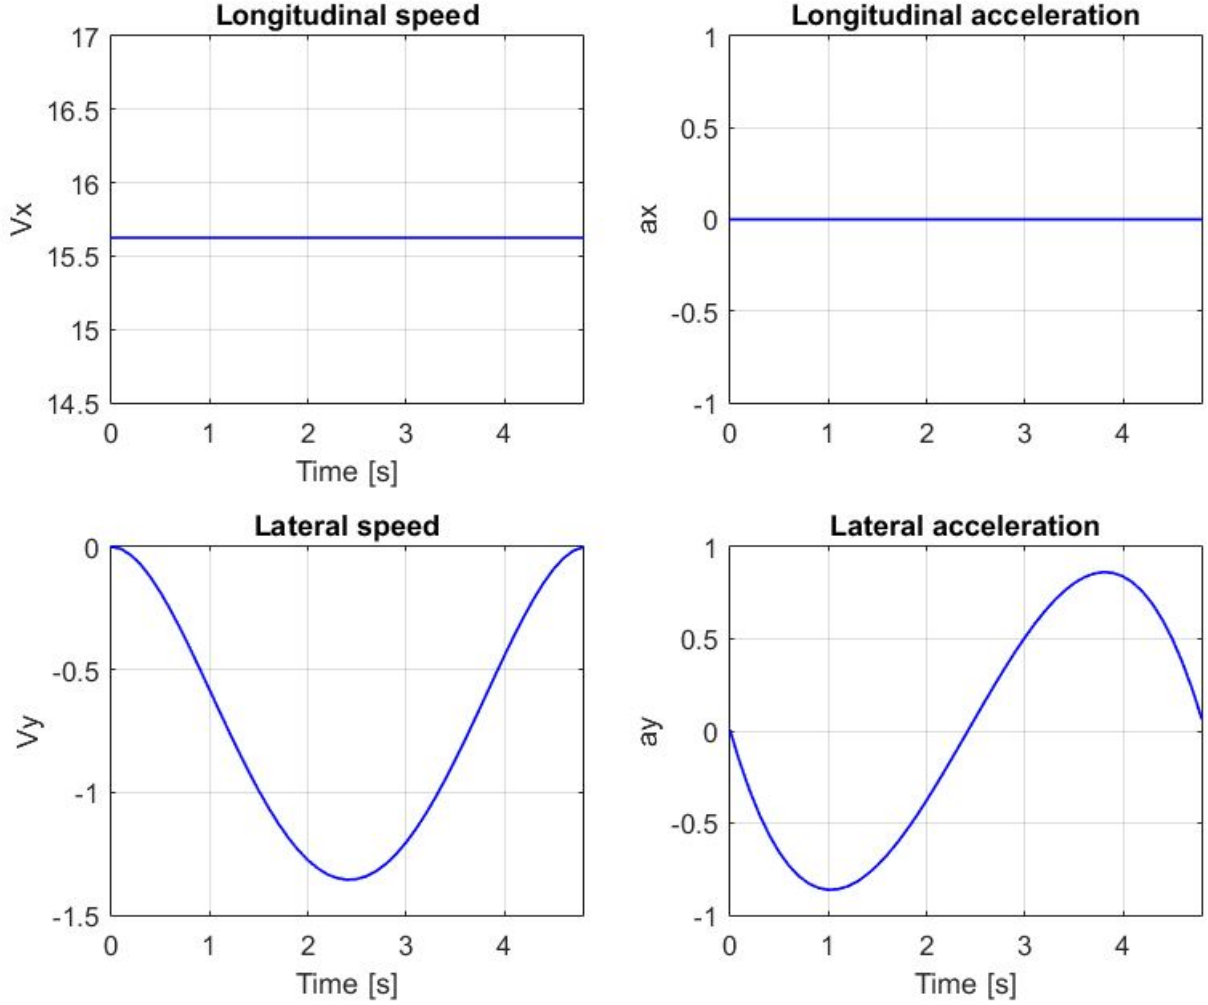 Longitudinal speed
17
16.5
16
15.5
15
14.5
Vx
0 1 2 3 4
Time [s]
Longitudinal acceleration
1
0.5
0
-0.5
-1
ax
0 1 2 3 4
Lateral speed
0
-0.5
-1
-1.5
Vy
0 1 2 3 4
Time [s]
Lateral acceleration
1
0.5
0
-0.5
-1
ay
0 1 2 3 4
Time [s]